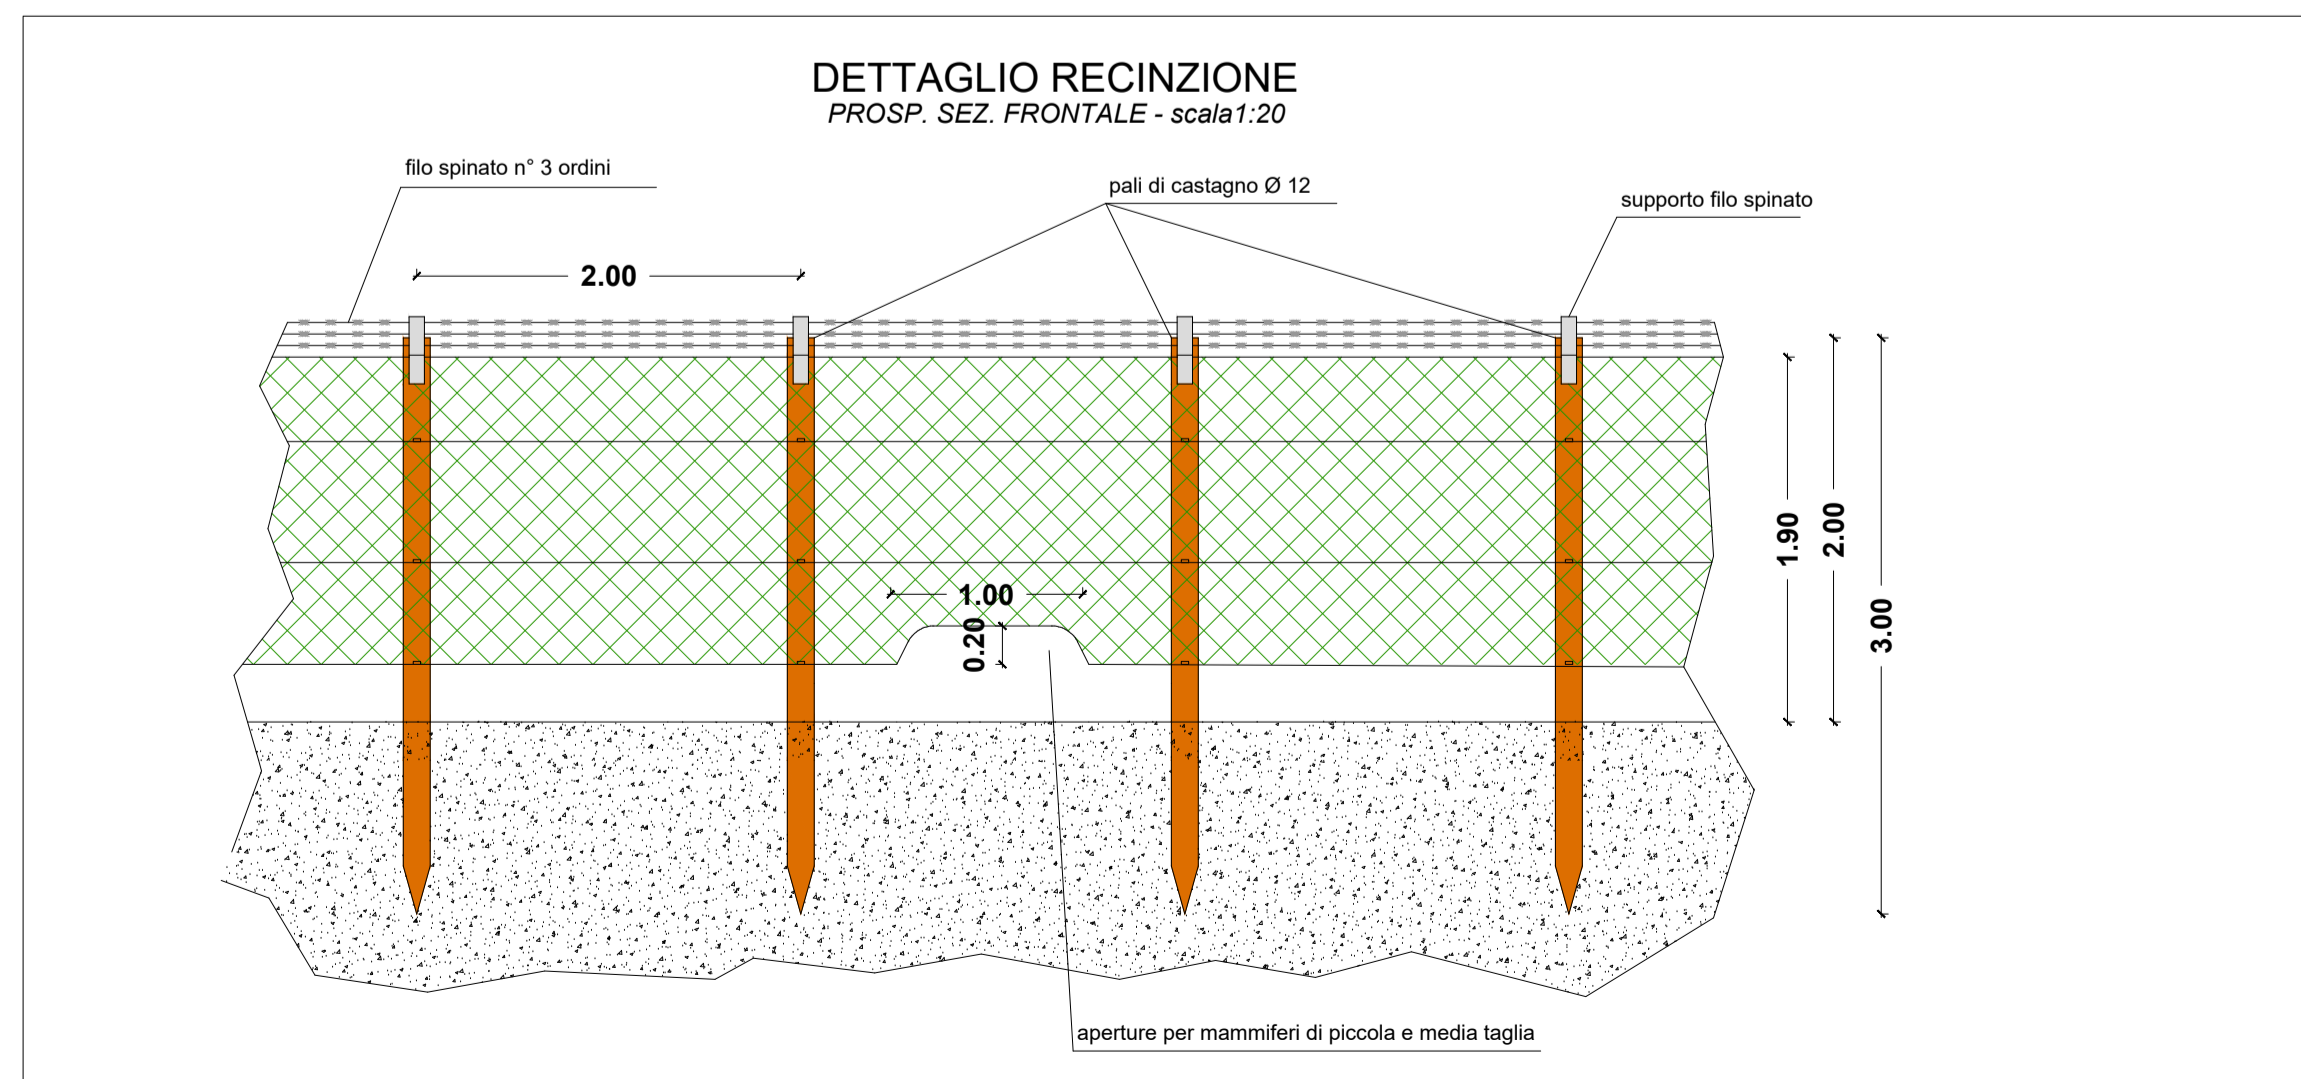 DETTAGLIO RECINZIONE
PROSP. SEZ. FRONTALE - scala1:20
filo spinato n° 3 ordini
pali di castagno Ø 12
supporto filo spinato
2.00
1.90
2.00
3.00
1.00
0.20
aperture per mammiferi di piccola e media taglia